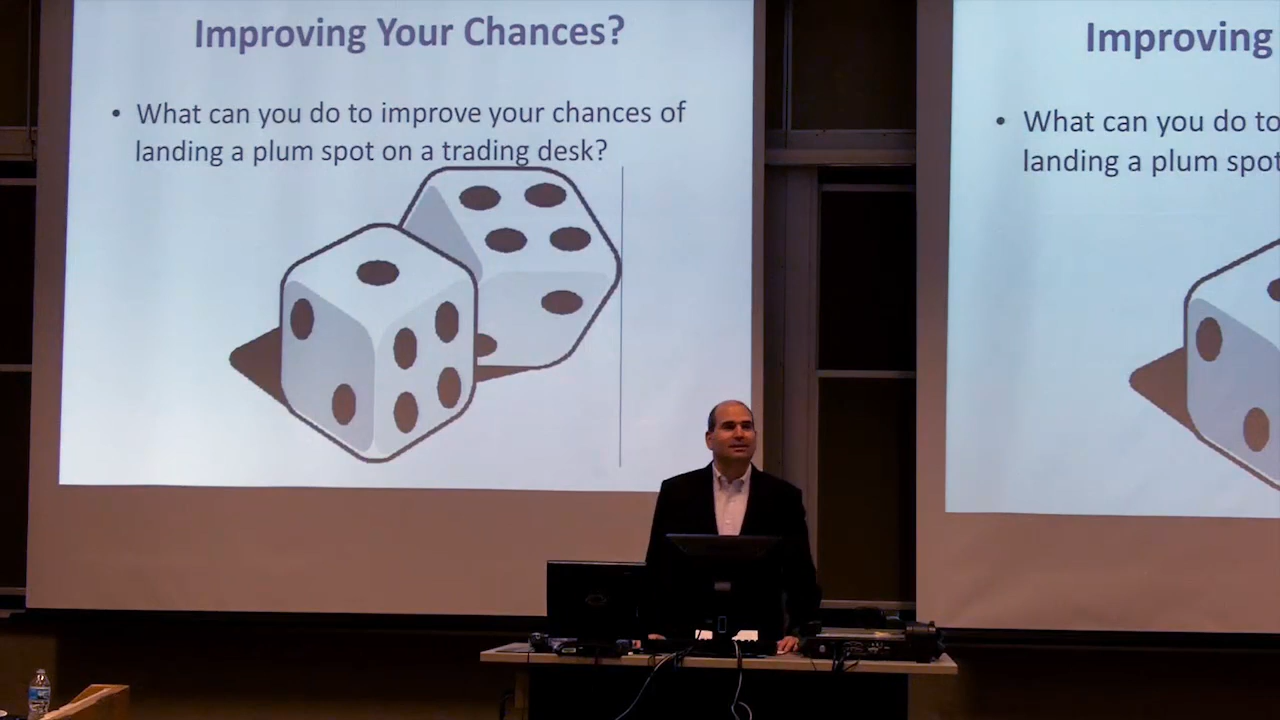 Improving Your Chances?
• What can you do to improve your chances of
landing a plum spot on a trading desk?
Improving
• What can you do to
landing a plum spot